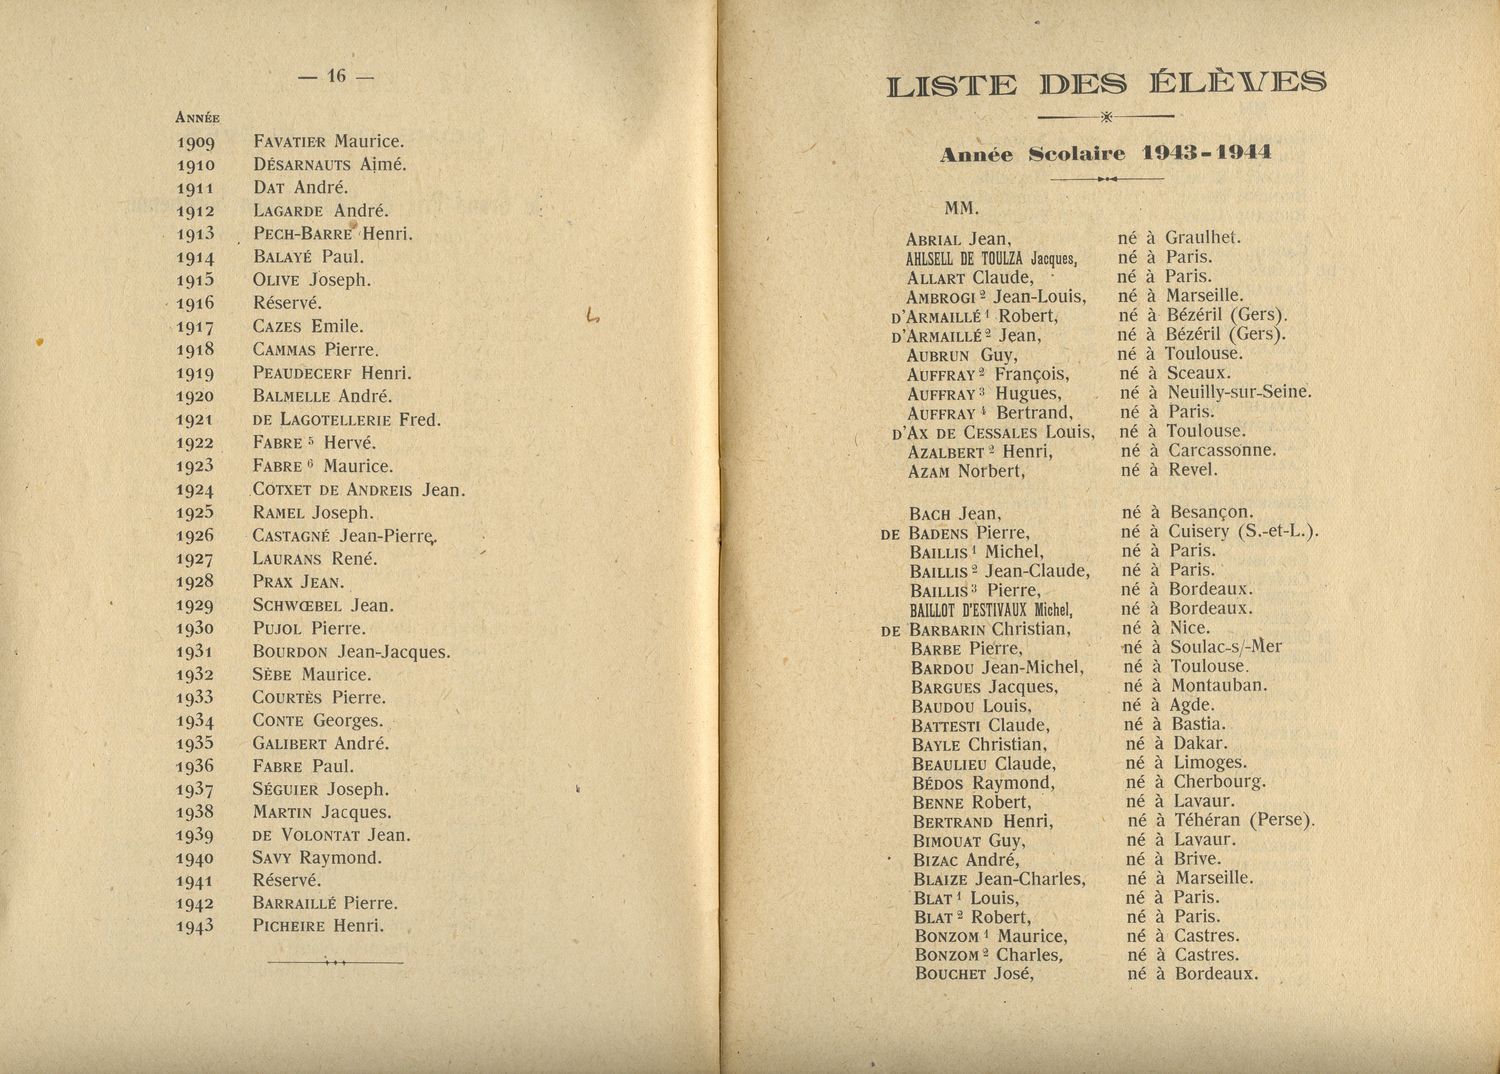 — 16 —
ANNÉE
1909 FAVATIER Maurice.
1910 DÉSARNAUTS Aimé.
1911 DAT André.
1912 LAGARDE André.
1913 PECH-BARRE Henri.
1914 BALAYÉ Paul.
1915 OLIVE Joseph.
1916 Réservé.
1917 CAZES Emile.
1918 CAMMAS Pierre.
1919 PEAUDECERF Henri.
1920 BALMELLE André.
1921 DE LAGOTELLERIE Fred.
1922 FABRE ⁵ Hervé.
1923 FABRE ⁶ Maurice.
1924 COTXET DE ANDREIS Jean.
1925 RAMEL Joseph.
1926 CASTAGNÉ Jean-Pierre.
1927 LAURANS René.
1928 PRAX JEAN.
1929 SCHWŒBEL Jean.
1930 PUJOL Pierre.
1931 BOURDON Jean-Jacques.
1932 SÈBE Maurice.
1933 COURTÈS Pierre.
1934 CONTE Georges.
1935 GALIBERT André.
1936 FABRE Paul.
1937 SÉGUIER Joseph.
1938 MARTIN Jacques.
1939 DE VOLONTAT Jean.
1940 SAVY Raymond.
1941 Réservé.
1942 BARRAILLÉ Pierre.
1943 PICHEIRE Henri.
LISTE DES ÉLÈVES
Année Scolaire 1943-1944
MM.
ABRIAL Jean, né à Graulhet.
AHLSELL DE TOULZA Jacques, né à Paris.
ALLART Claude, né à Paris.
AMBROGI ² Jean-Louis, né à Marseille.
D'ARMAILLÉ ¹ Robert, né à Bézéril (Gers).
D'ARMAILLÉ ² Jean, né à Bézéril (Gers).
AUBRUN Guy, né à Toulouse.
AUFFRAY ² François, né à Sceaux.
AUFFRAY ³ Hugues, né à Neuilly-sur-Seine.
AUFFRAY ⁴ Bertrand, né à Paris.
D'AX DE CESSALES Louis, né à Toulouse.
AZALBERT ² Henri, né à Carcassonne.
AZAM Norbert, né à Revel.
BACH Jean, né à Besançon.
DE BADENS Pierre, né à Cuisery (S.-et-L.).
BAILLIS ¹ Michel, né à Paris.
BAILLIS ² Jean-Claude, né à Paris.
BAILLIS ³ Pierre, né à Bordeaux.
BAILLOT D'ESTIVAUX Michel, né à Bordeaux.
DE BARBARIN Christian, né à Nice.
BARBE Pierre, né à Soulac-s/-Mer
BARDOU Jean-Michel, né à Toulouse.
BARGUES Jacques, né à Montauban.
BAUDOU Louis, né à Agde.
BATTESTI Claude, né à Bastia.
BAYLE Christian, né à Dakar.
BEAULIEU Claude, né à Limoges.
BÉDOS Raymond, né à Cherbourg.
BENNE Robert, né à Lavaur.
BERTRAND Henri, né à Téhéran (Perse).
BIMOUAT Guy, né à Lavaur.
BIZAC André, né à Brive.
BLAIZE Jean-Charles, né à Marseille.
BLAT ¹ Louis, né à Paris.
BLAT ² Robert, né à Paris.
BONZOM ¹ Maurice, né à Castres.
BONZOM ² Charles, né à Castres.
BOUCHET José, né à Bordeaux.